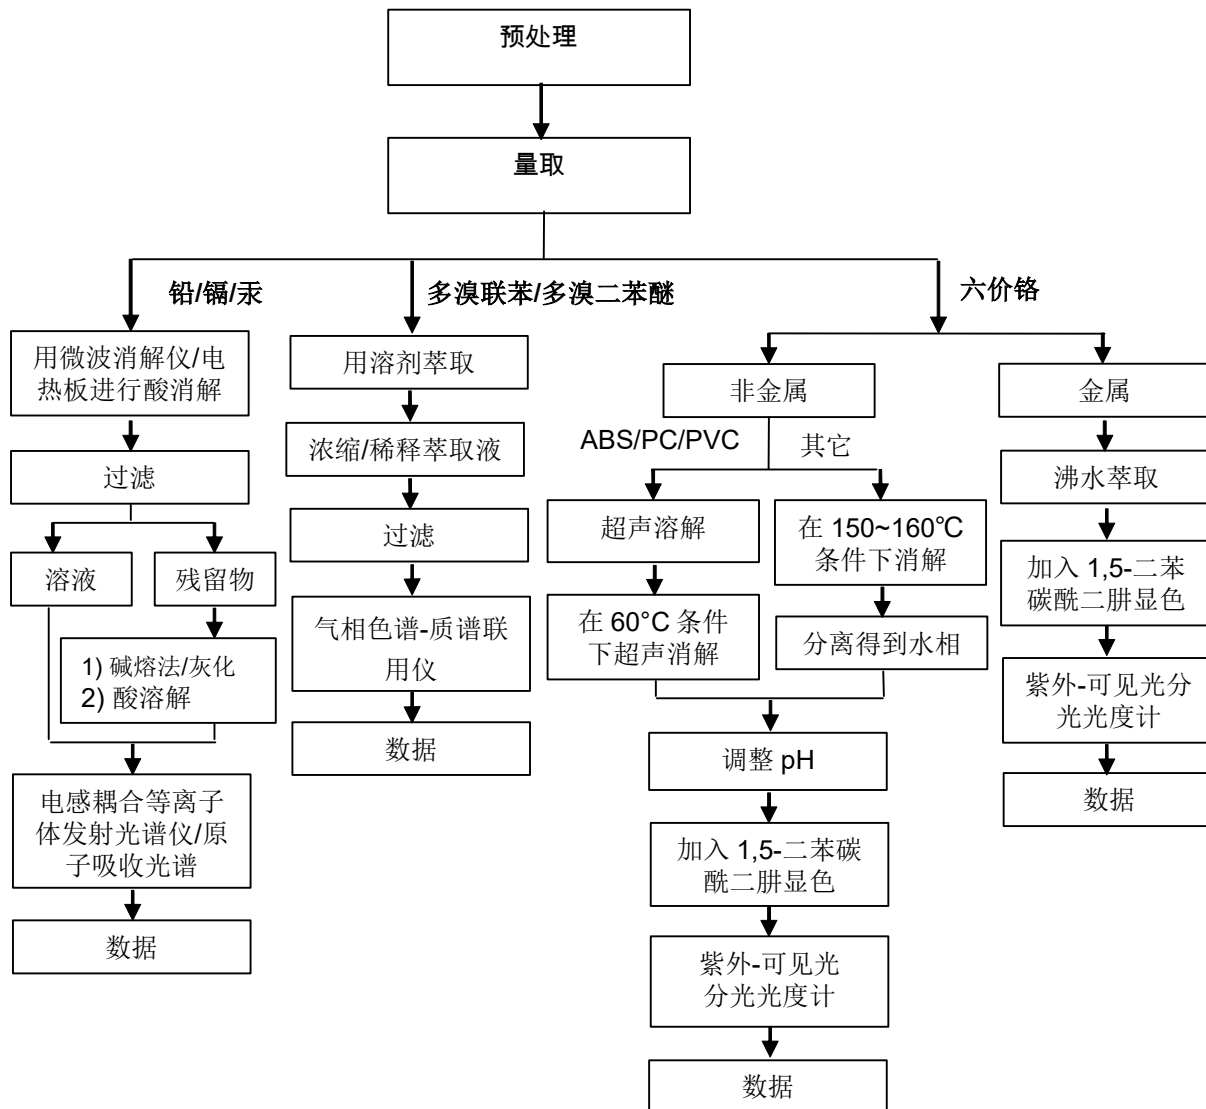 预处理
量取
铅/镉/汞
多溴联苯/多溴二苯醚
六价铬
用微波消解仪/电
热板进行酸消解
过滤
溶液
残留物
1) 碱熔法/灰化
2) 酸溶解
电感耦合等离子
体发射光谱仪/原
子吸收光谱
数据
用溶剂萃取
浓缩/稀释萃取液
过滤
气相色谱-质谱联
用仪
数据
非金属
ABS/PC/PVC
其它
超声溶解
在 60°C 条件
下超声消解
在 150~160℃
条件下消解
分离得到水相
调整 pH
加入 1,5-二苯碳
酰二肼显色
紫外-可见光
分光光度计
数据
金属
沸水萃取
加入 1,5-二苯
碳酰二肼显色
紫外-可见光分
光光度计
数据